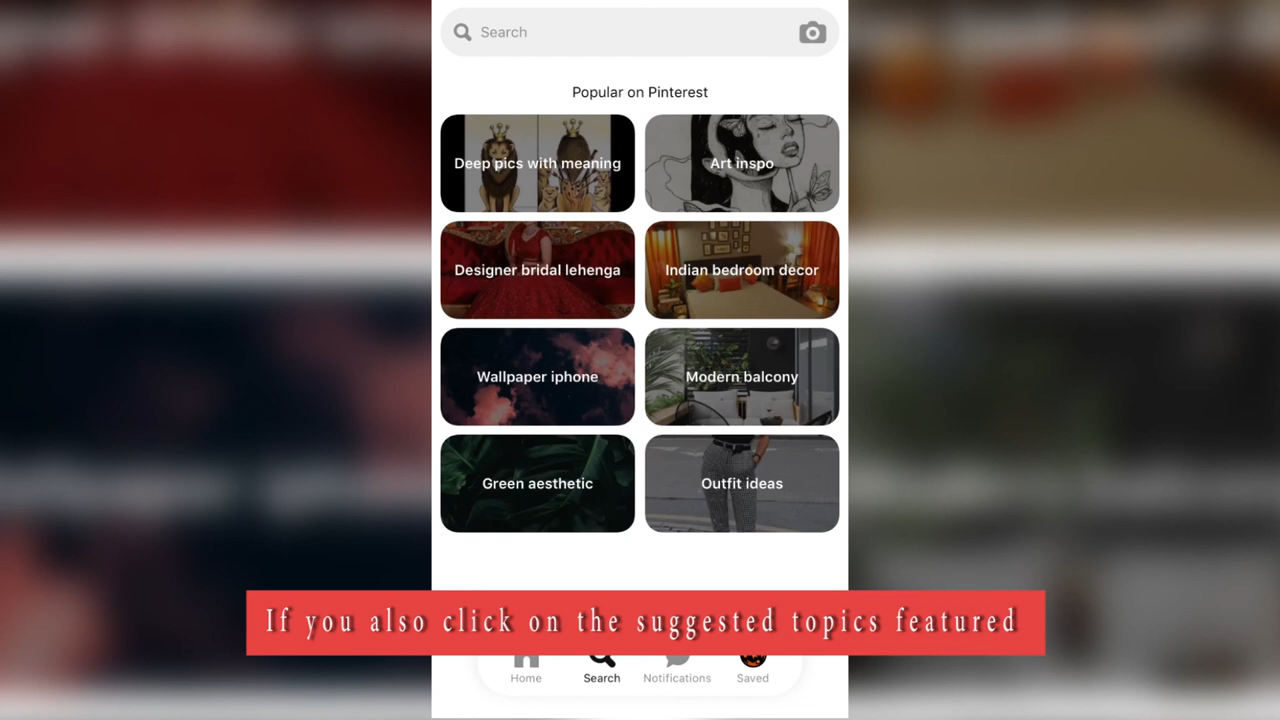 Search
Popular on Pinterest
Deep pics with meaning
Art inspo
Designer bridal lehenga
Indian bedroom decor
Wallpaper iphone
Modern balcony
Green aesthetic
Outfit ideas
If you also click on the suggested topics featured
Home
Search
Notifications
Saved